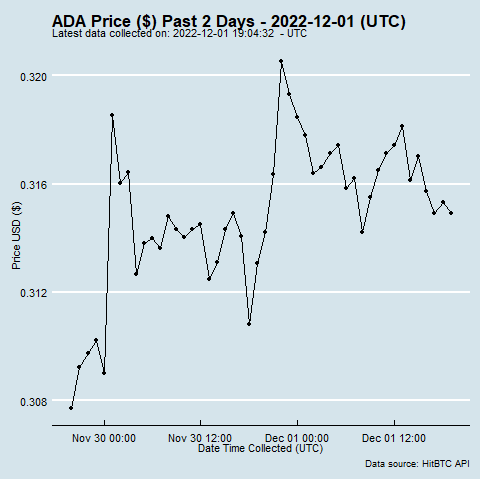 ADA Price ($) Past 2 Days - 2022-12-01 (UTC)
Latest data collected on: 2022-12-01 19:04:32  - UTC
0.320
0.316
0.312
0.308
Price USD ($)
Nov 30 00:00 Nov 30 12:00 Dec 01 00:00 Dec 01 12:00
Date Time Collected (UTC)
Data source: HitBTC API